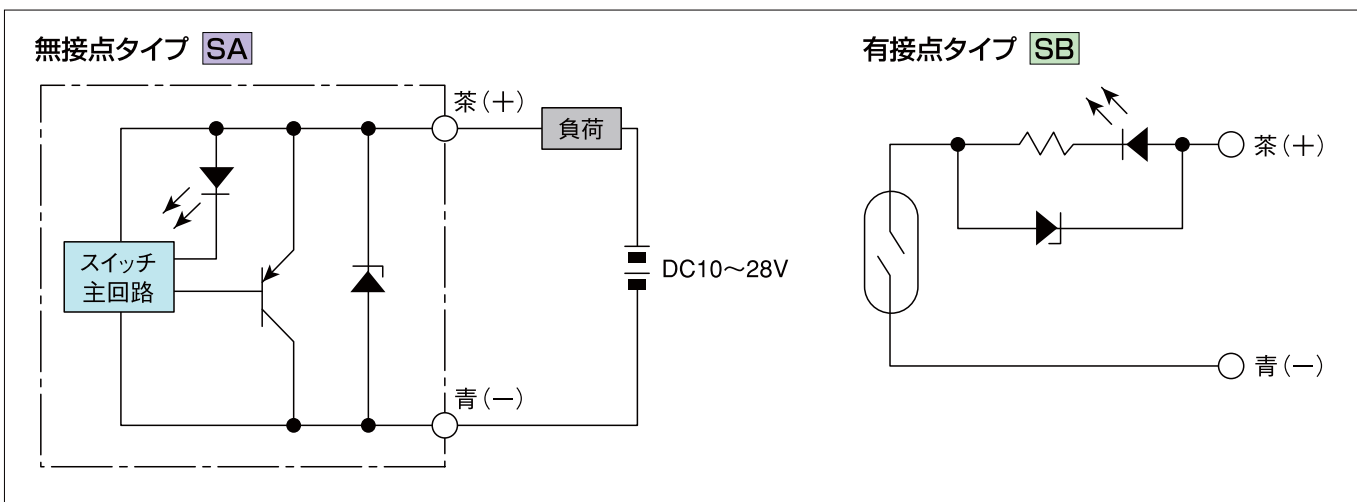 無接点タイプ SA
茶(+)
負荷
スイッチ
主回路
DC10～28V
青(−)
有接点タイプ SB
茶(+)
青(−)